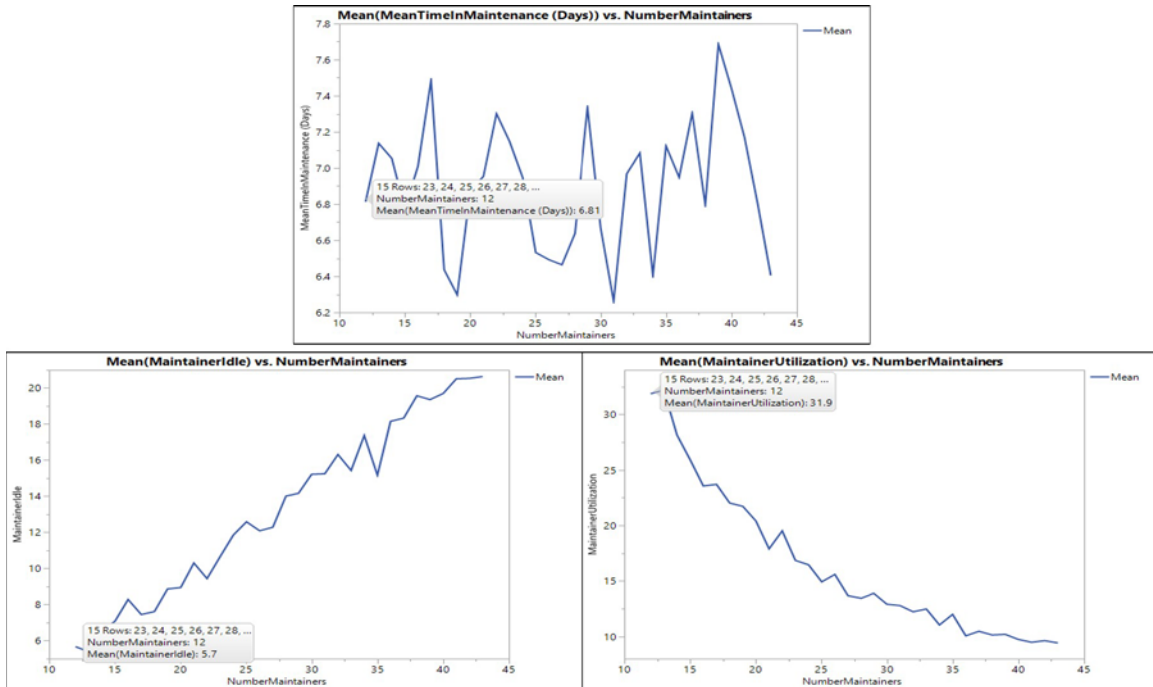 Mean(MeanTimeInMaintenance (Days)) vs. NumberMaintainers
7.8
7.6
7.4
7.2
7.0
6.8
6.6
6.4
6.2
MeanTimeInMaintenance (Days)
15 Rows: 23, 24, 25, 26, 27, 28, ...
NumberMaintainers: 12
Mean(MeanTimeInMaintenance (Days)): 6.81
Mean
10 15 20 25 30 35 40 45
NumberMaintainers
Mean(MaintainerIdle) vs. NumberMaintainers
20
18
16
14
12
10
8
6
MaintainerIdle
15 Rows: 23, 24, 25, 26, 27, 28, ...
NumberMaintainers: 12
Mean(MaintainerIdle): 5.7
Mean
10 15 20 25 30 35 40 45
NumberMaintainers
Mean(MaintainerUtilization) vs. NumberMaintainers
30
25
20
15
10
MaintainerUtilization
15 Rows: 23, 24, 25, 26, 27, 28, ...
NumberMaintainers: 12
Mean(MaintainerUtilization): 31.9
Mean
10 15 20 25 30 35 40 45
NumberMaintainers